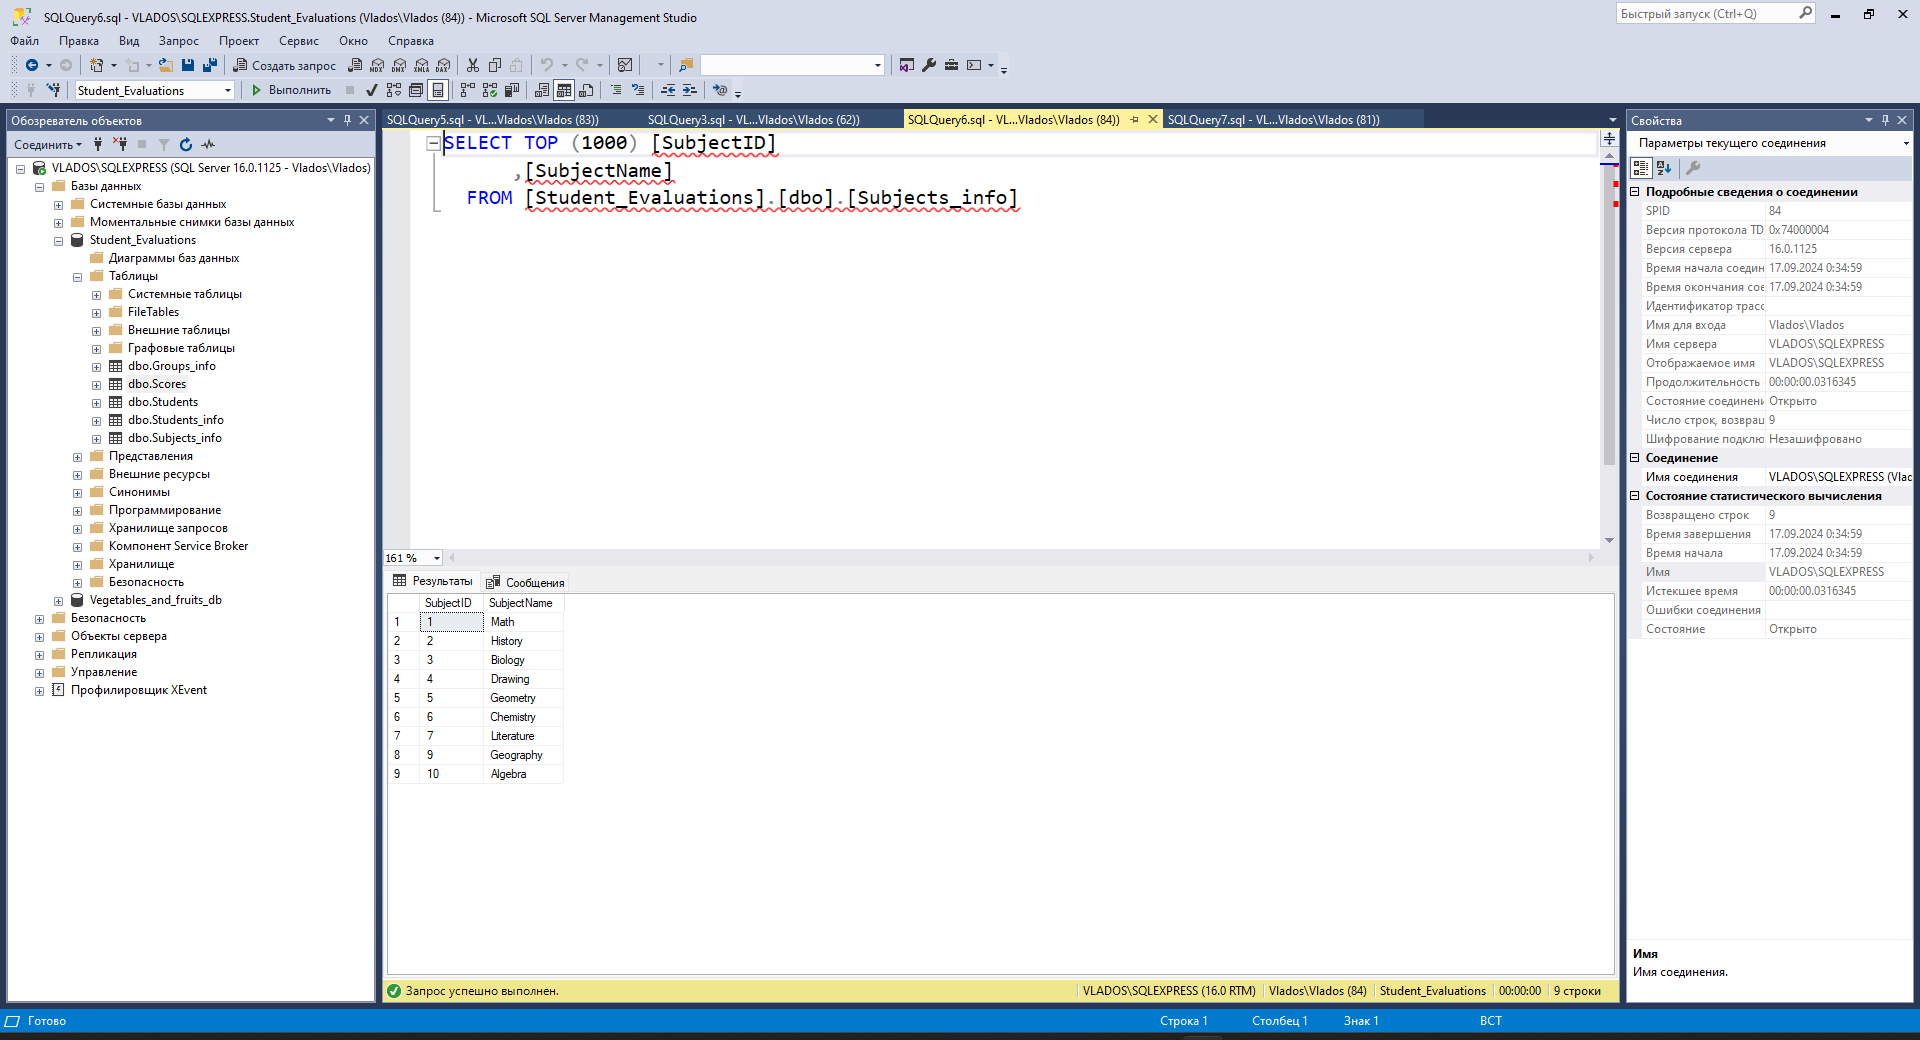 SQLQuery6.sql - VLADOS\SQLEXPRESS.Student_Evaluations (Vlados\Vlados (84)) - Microsoft SQL Server Management Studio
Быстрый запуск (Ctrl+Q)
Файл Правка Вид Запрос Проект Сервис Окно Справка
Создать запрос MDX DMX XMLA DAX
Student_Evaluations Выполнить
Обозреватель объектов
Соединить
VLADOS\SQLEXPRESS (SQL Server 16.0.1125 - Vlados\Vlados)
Базы данных
Системные базы данных
Моментальные снимки базы данных
Student_Evaluations
Диаграммы баз данных
Таблицы
Системные таблицы
FileTables
Внешние таблицы
Графовые таблицы
dbo.Groups_info
dbo.Scores
dbo.Students
dbo.Students_info
dbo.Subjects_info
Представления
Внешние ресурсы
Синонимы
Программирование
Хранилище запросов
Компонент Service Broker
Хранилище
Безопасность
Vegetables_and_fruits_db
Безопасность
Объекты сервера
Репликация
Управление
Профилировщик XEvent
SQLQuery5.sql - VL...Vlados\Vlados (83)) SQLQuery3.sql - VL...Vlados\Vlados (62)) SQLQuery6.sql - VL...Vlados\Vlados (84)) SQLQuery7.sql - VL...Vlados\Vlados (81))
SELECT TOP (1000) [SubjectID]
,[SubjectName]
FROM [Student_Evaluations].[dbo].[Subjects_info]
161 %
Результаты Сообщения
SubjectID SubjectName
1 1 Math
2 2 History
3 3 Biology
4 4 Drawing
5 5 Geometry
6 6 Chemistry
7 7 Literature
8 9 Geography
9 10 Algebra
Запрос успешно выполнен. VLADOS\SQLEXPRESS (16.0 RTM) Vlados\Vlados (84) Student_Evaluations 00:00:00 9 строки
Свойства
Параметры текущего соединения
Подробные сведения о соединении
SPID 84
Версия протокола TD 0x74000004
Версия сервера 16.0.1125
Время начала соедин 17.09.2024 0:34:59
Время окончания сое 17.09.2024 0:34:59
Идентификатор трасс
Имя для входа Vlados\Vlados
Имя сервера VLADOS\SQLEXPRESS
Отображаемое имя VLADOS\SQLEXPRESS
Продолжительность 00:00:00.0316345
Состояние соединени Открыто
Число строк, возвращ 9
Шифрование подклю Незашифровано
Соединение
Имя соединения VLADOS\SQLEXPRESS (Vlac
Состояние статистического вычисления
Возвращено строк 9
Время завершения 17.09.2024 0:34:59
Время начала 17.09.2024 0:34:59
Имя VLADOS\SQLEXPRESS
Истекшее время 00:00:00.0316345
Ошибки соединения
Состояние Открыто
Имя
Имя соединения.
Готово Строка 1 Столбец 1 Знак 1 ВСТ